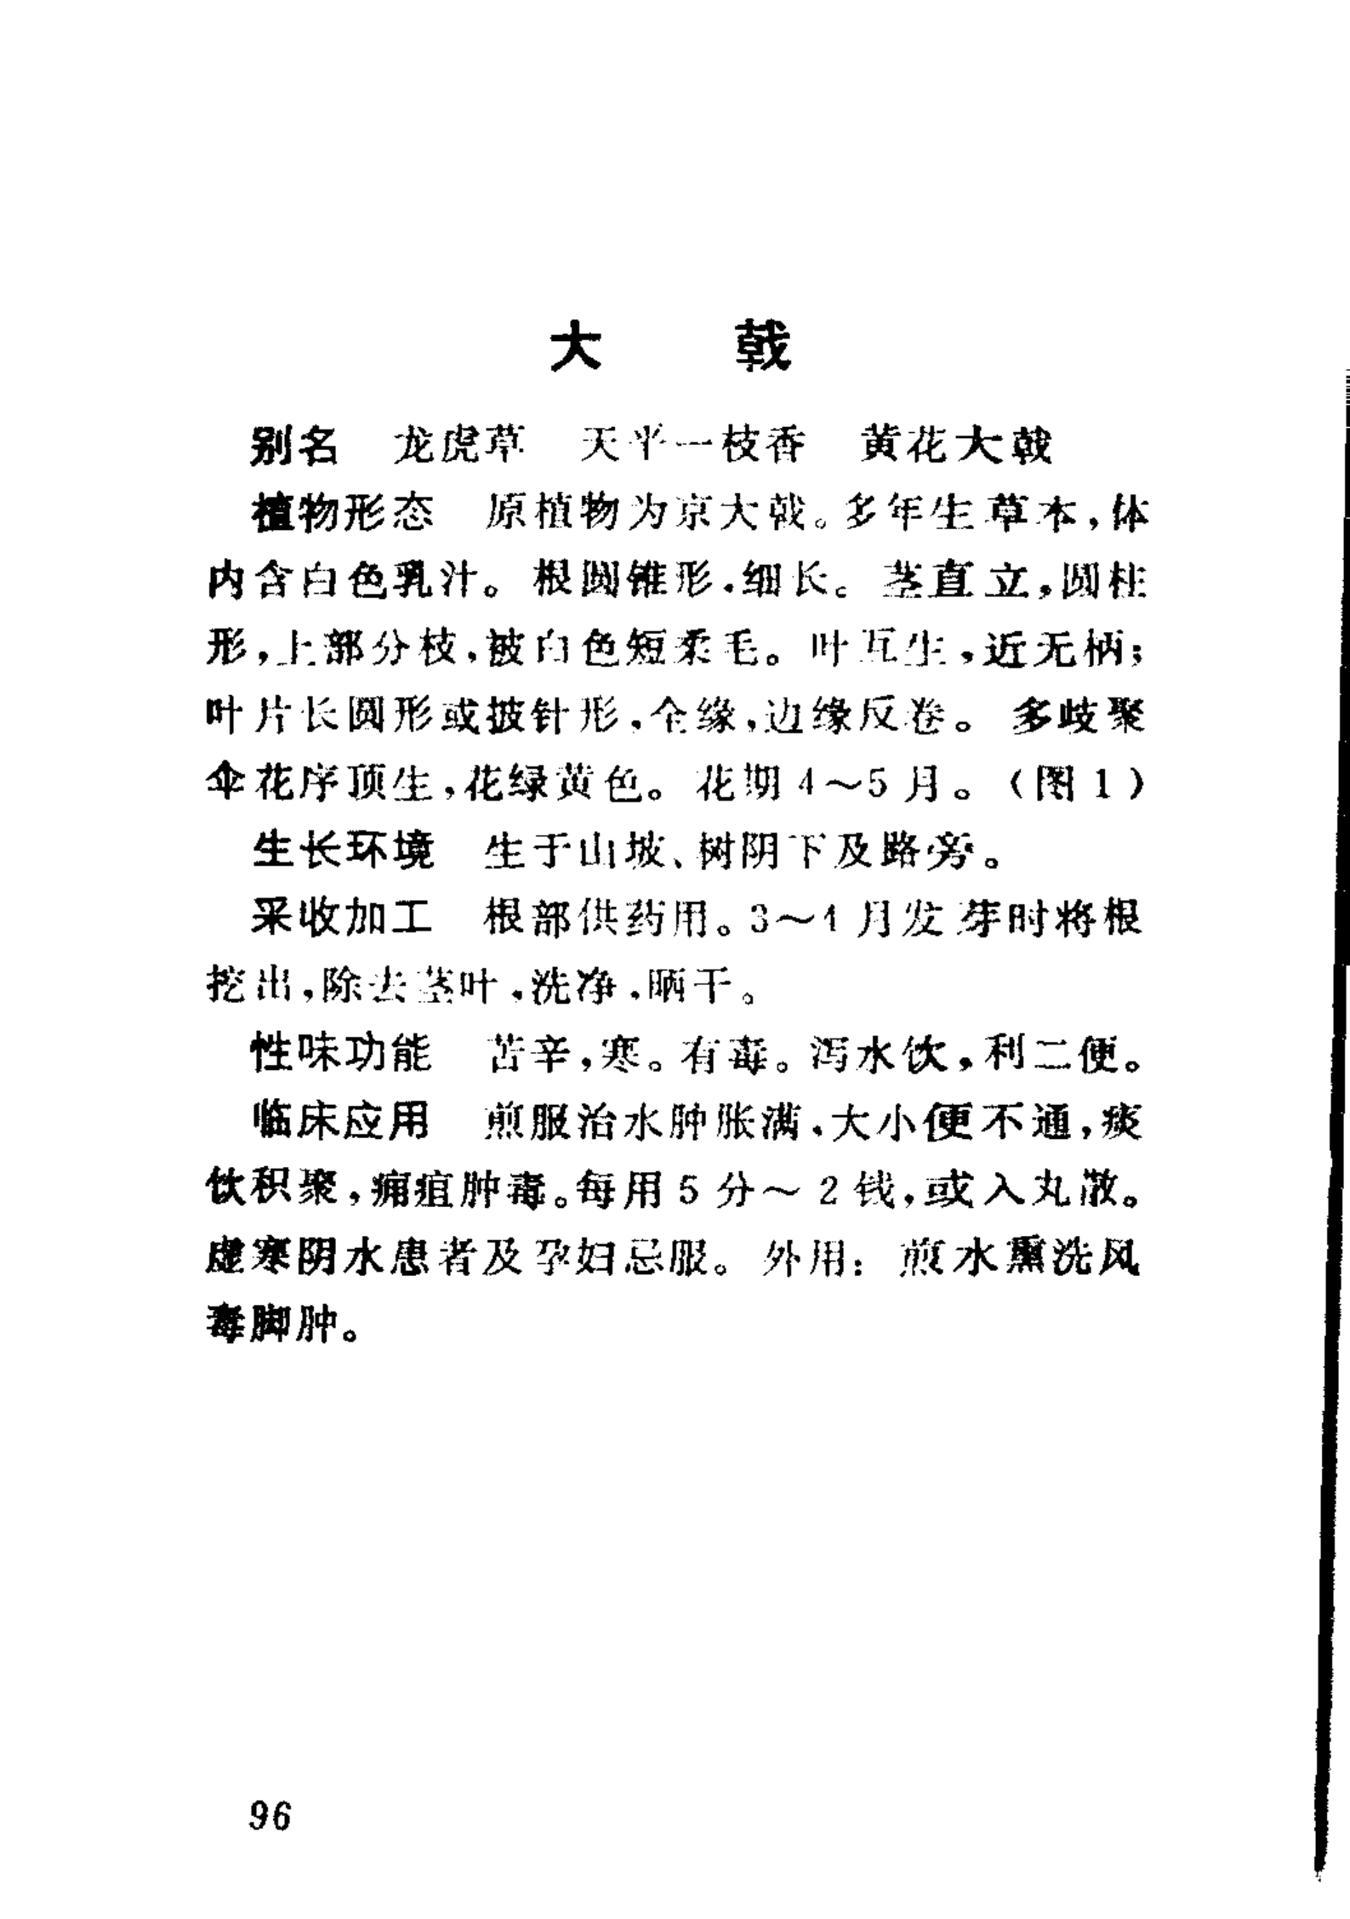 大 戟
别名 龙虎草 天平一枝香 黄花大戟
植物形态 原植物为京大戟。多年生草本，体
内含白色乳汁。根圆锥形，细长。茎直立，圆柱
形，上部分枝，被白色短柔毛。叶互生，近无柄；
叶片长圆形或披针形，全缘，边缘反卷。多歧聚
伞花序顶生，花绿黄色。花期4～5月。（图1）
生长环境 生于山坡、树阴下及路旁。
采收加工 根部供药用。3～4月发芽时将根
挖出，除去茎叶，洗净，晒干。
性味功能 苦辛，寒。有毒。泻水饮，利二便。
临床应用 煎服治水肿胀满，大小便不通，痰
饮积聚，痈疽肿毒。每用5分～2钱，或入丸散。
虚寒阴水患者及孕妇忌服。外用：煎水熏洗风
毒脚肿。
96